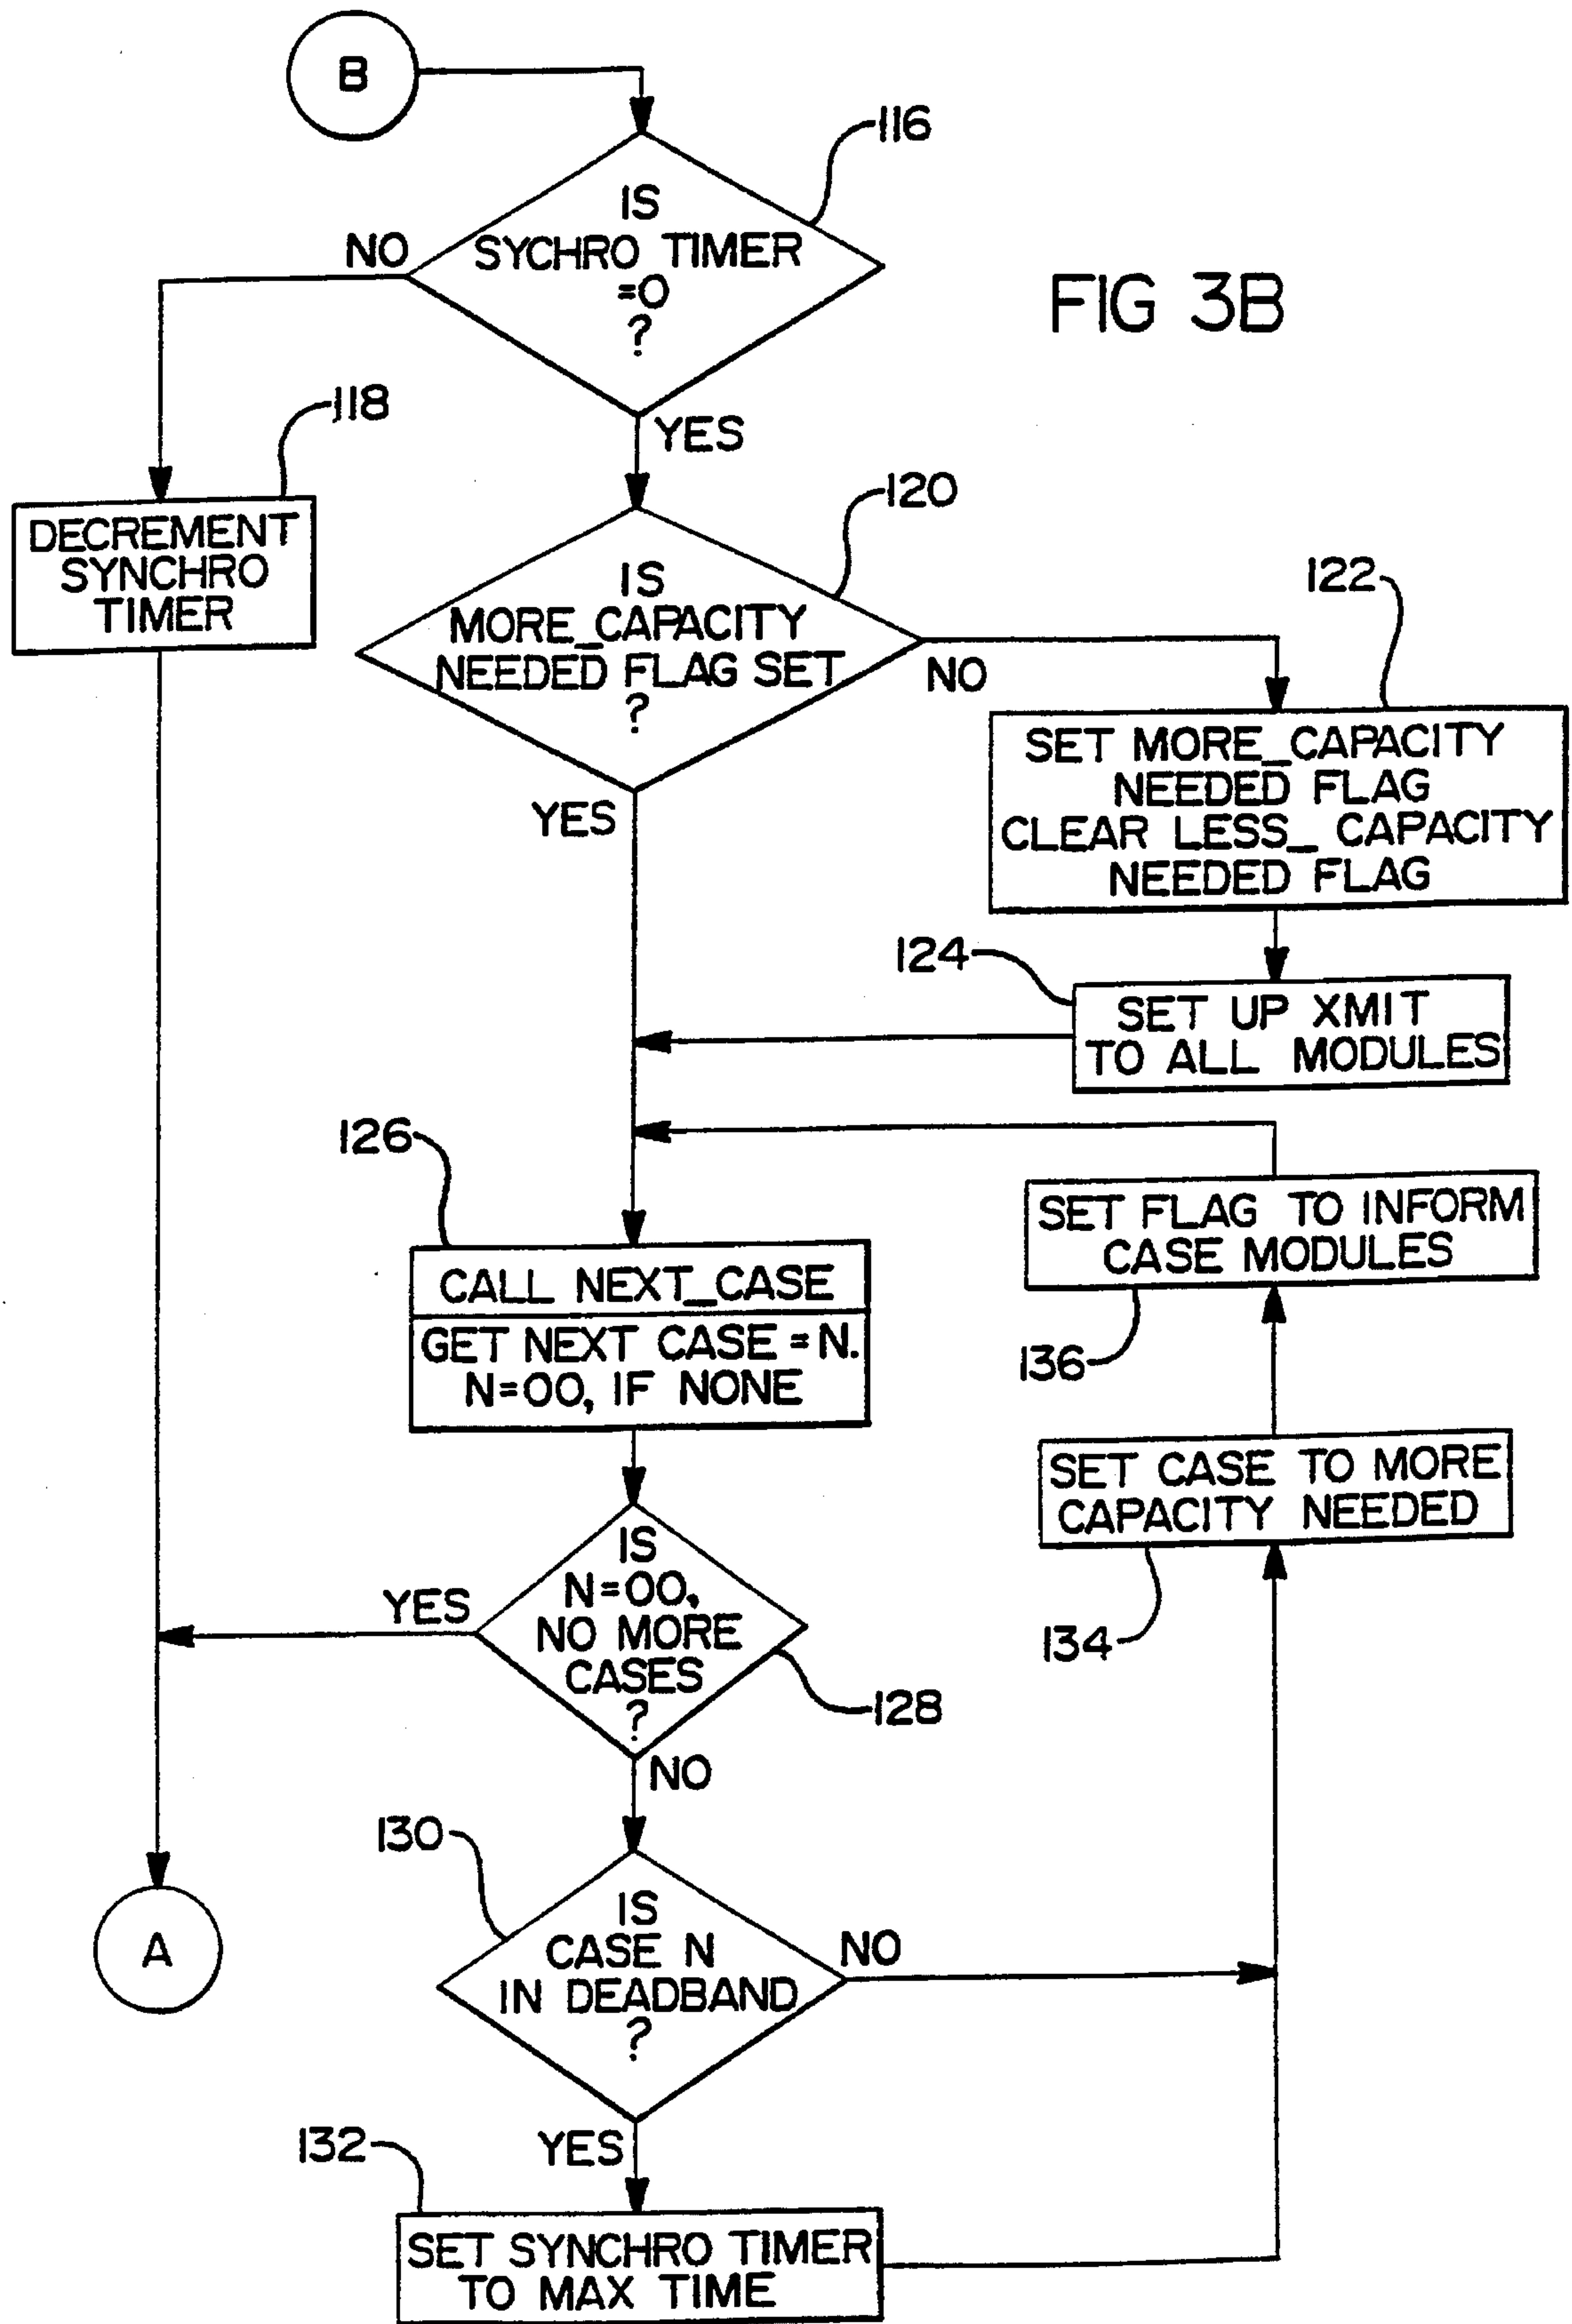 B
116
IS
SYCHRO TIMER
=0
?
NO
YES
FIG 3B
118
DECREMENT
SYNCHRO
TIMER
120
IS
MORE_CAPACITY
NEEDED FLAG SET
?
NO
YES
122
SET MORE_CAPACITY
NEEDED FLAG
CLEAR LESS_ CAPACITY
NEEDED FLAG
124
SET UP XMIT
TO ALL MODULES
126
CALL NEXT_CASE
GET NEXT CASE = N.
N=00, IF NONE
SET FLAG TO INFORM
CASE MODULES
136
SET CASE TO MORE
CAPACITY NEEDED
134
IS
N=00,
NO MORE
CASES
?
YES
128
NO
130
IS
CASE N
IN DEADBAND
?
NO
A
YES
132
SET SYNCHRO TIMER
TO MAX TIME